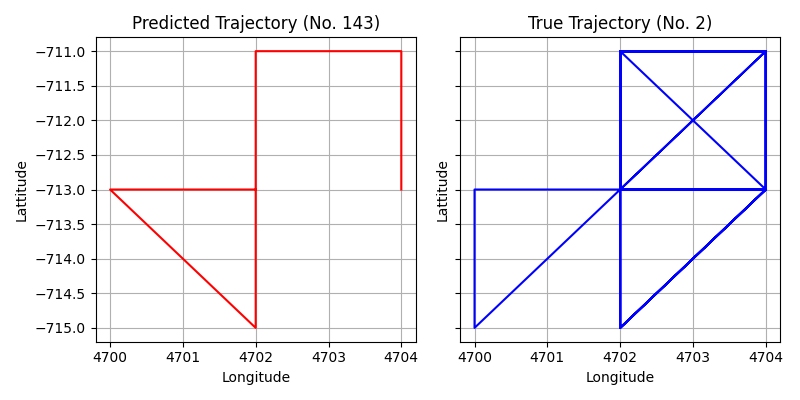 Predicted Trajectory (No. 143)
True Trajectory (No. 2)
−711.0
−711.5
−712.0
−712.5
−713.0
−713.5
−714.0
−714.5
−715.0
Lattitude
Lattitude
4700 4701 4702 4703 4704
4700 4701 4702 4703 4704
Longitude
Longitude